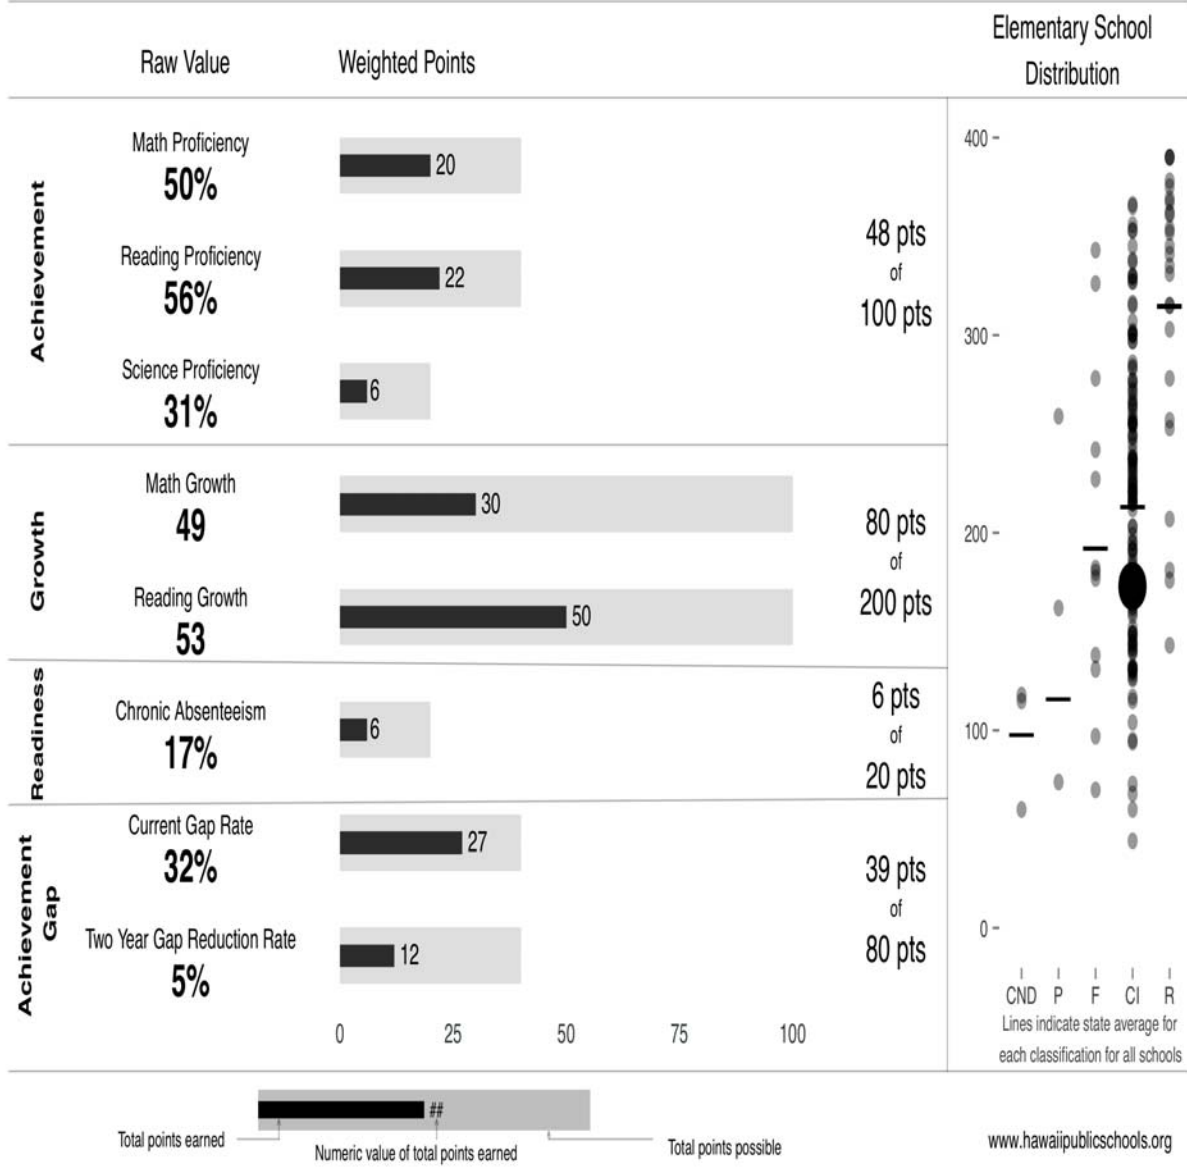 Raw Value
Weighted Points
Elementary School
Distribution
Achievement
Math Proficiency
50%
20
Reading Proficiency
56%
22
Science Proficiency
31%
6
48 pts
of
100 pts
Growth
Math Growth
49
30
Reading Growth
53
50
80 pts
of
200 pts
Readiness
Chronic Absenteeism
17%
6
6 pts
of
20 pts
Achievement
Gap
Current Gap Rate
32%
27
Two Year Gap Reduction Rate
5%
12
39 pts
of
80 pts
0 25 50 75 100
400
300
200
100
0
CND P F CI R
Lines indicate state average for
each classification for all schools
##
Total points earned
Numeric value of total points earned
Total points possible
www.hawaiipublicschools.org